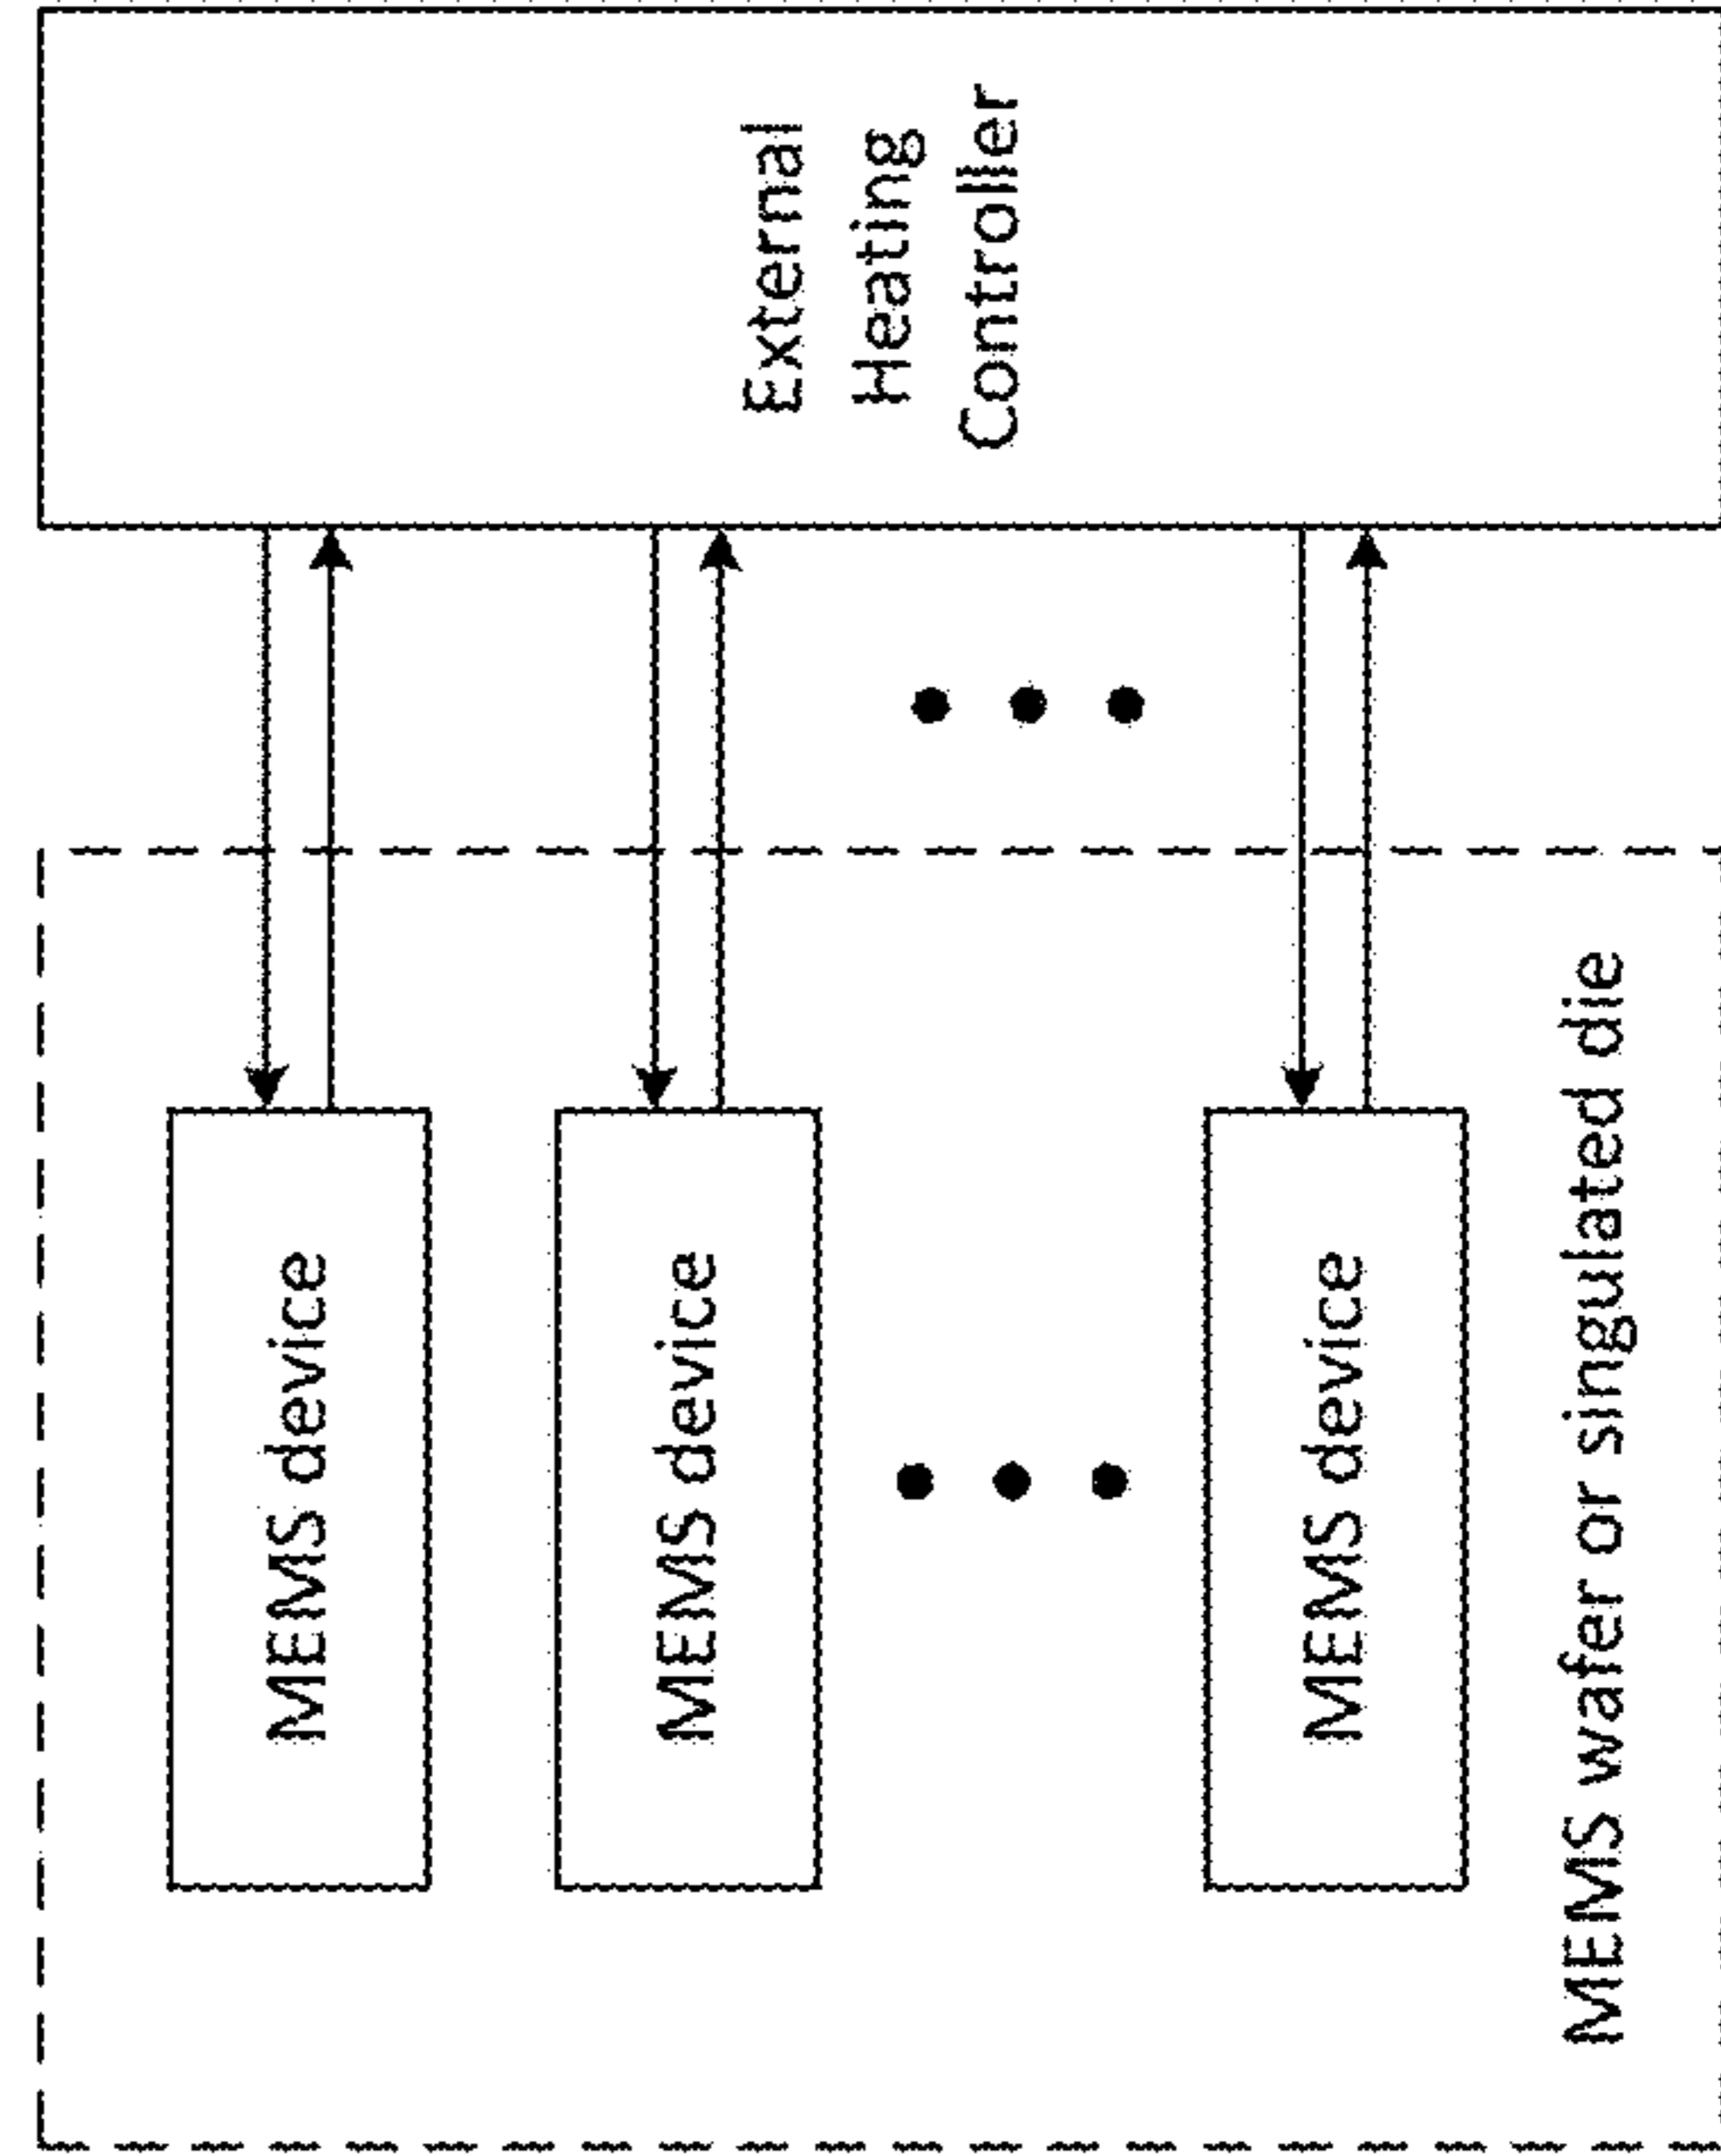 MEMS device
MEMS device
MEMS device
MEMS wafer or singulated die
External
Heating
Controller